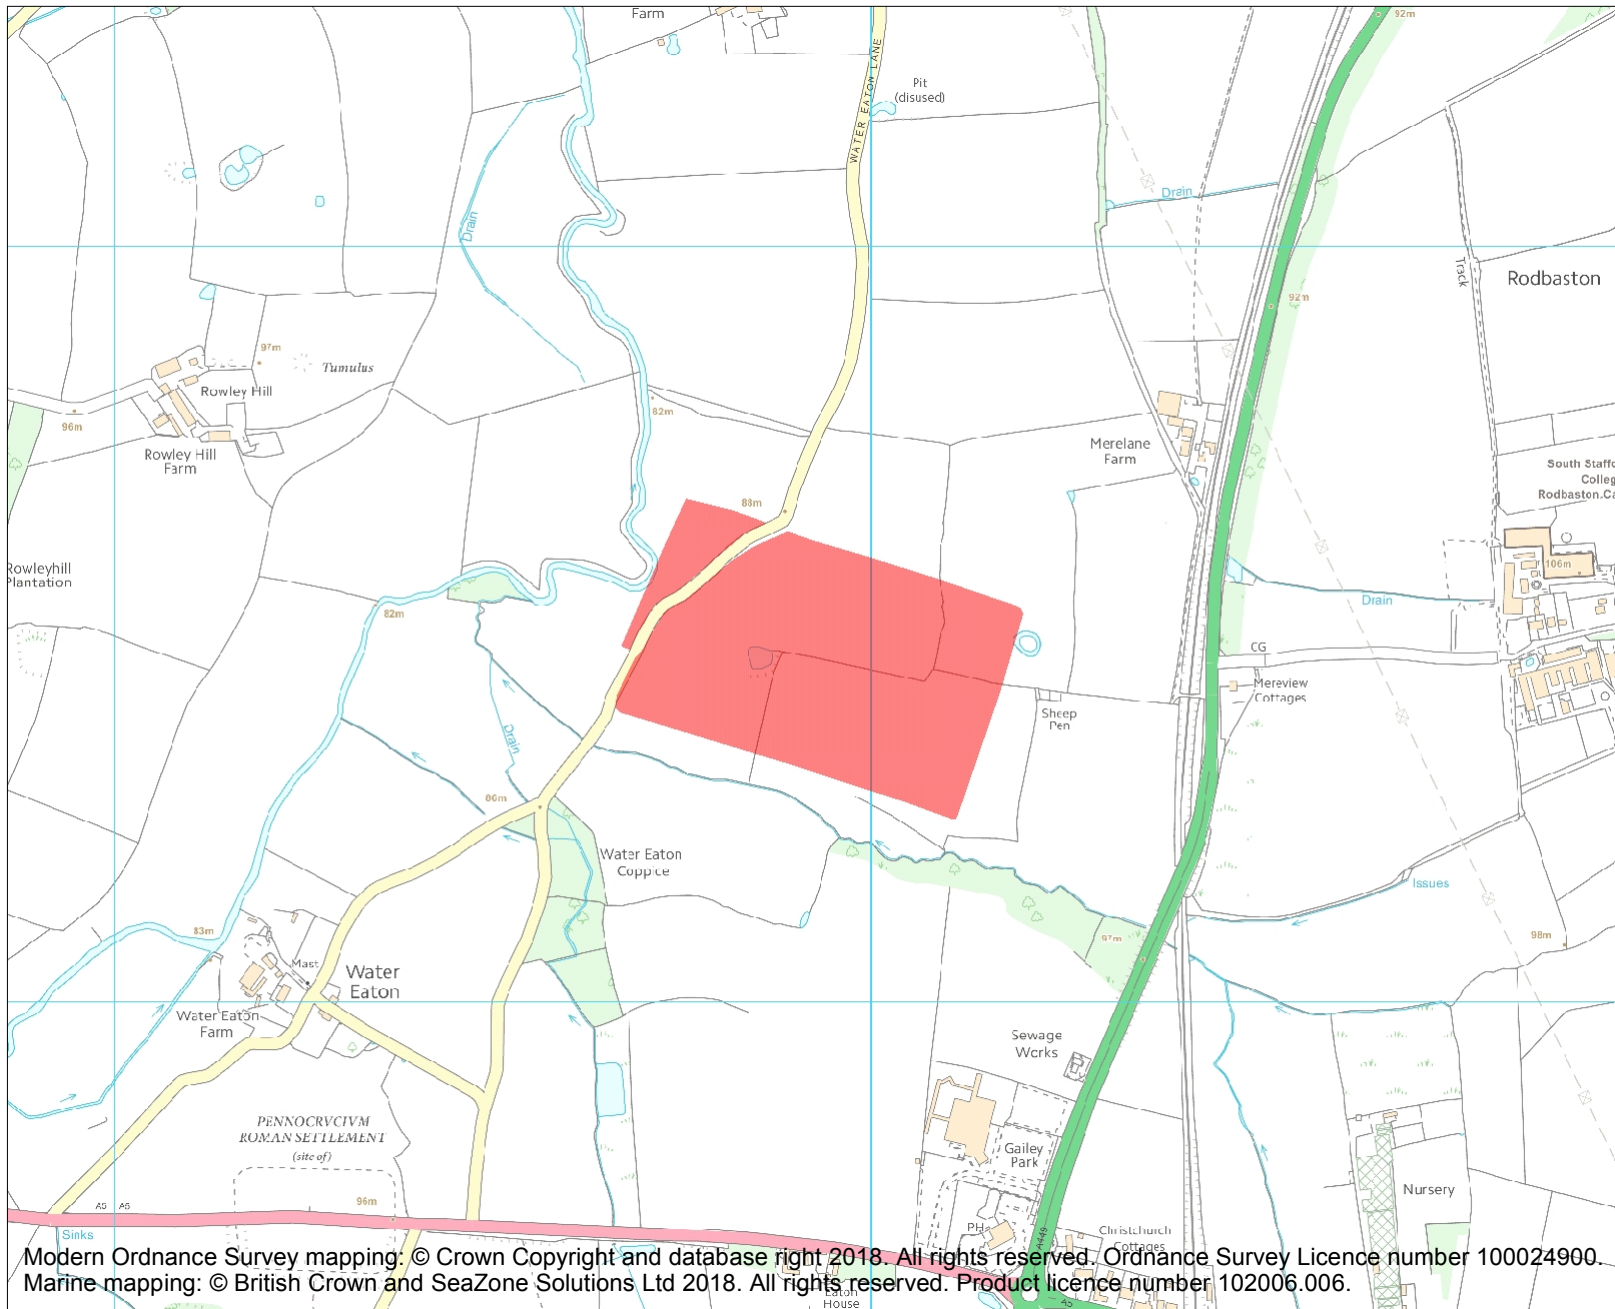 Farm
92m
WATER EATON LANE
Pit
(disused)
Drain
Drain
Track
Rodbaston
92m
97m
Tumulus
Rowley Hill
96m
82m
Rowley Hill
Farm
Merelane
Farm
South Staffo
Colleg
Rodbaston.Ca
88m
Rowleyhill
Plantation
106m
82m
Drain
CG
Mereview
Cottages
Sheep
Pen
Drain
86m
Water Eaton
Coppice
Issues
83m
97m
98m
Mast
Water
Eaton
Water Eaton
Farm
Sewage
Works
PENNOCRVCIVM
ROMAN SETTLEMENT
(site of)
Gailey
Park
Nursery
A5 A5
96m
Sinks
PH
A449
Christchurch
Cottages
Modern Ordnance Survey mapping: © Crown Copyright and database right 2018. All rights reserved. Ordnance Survey Licence number 100024900.
Marine mapping: © British Crown and SeaZone Solutions Ltd 2018. All rights reserved. Product licence number 102006.006.
Eaton
House
A5